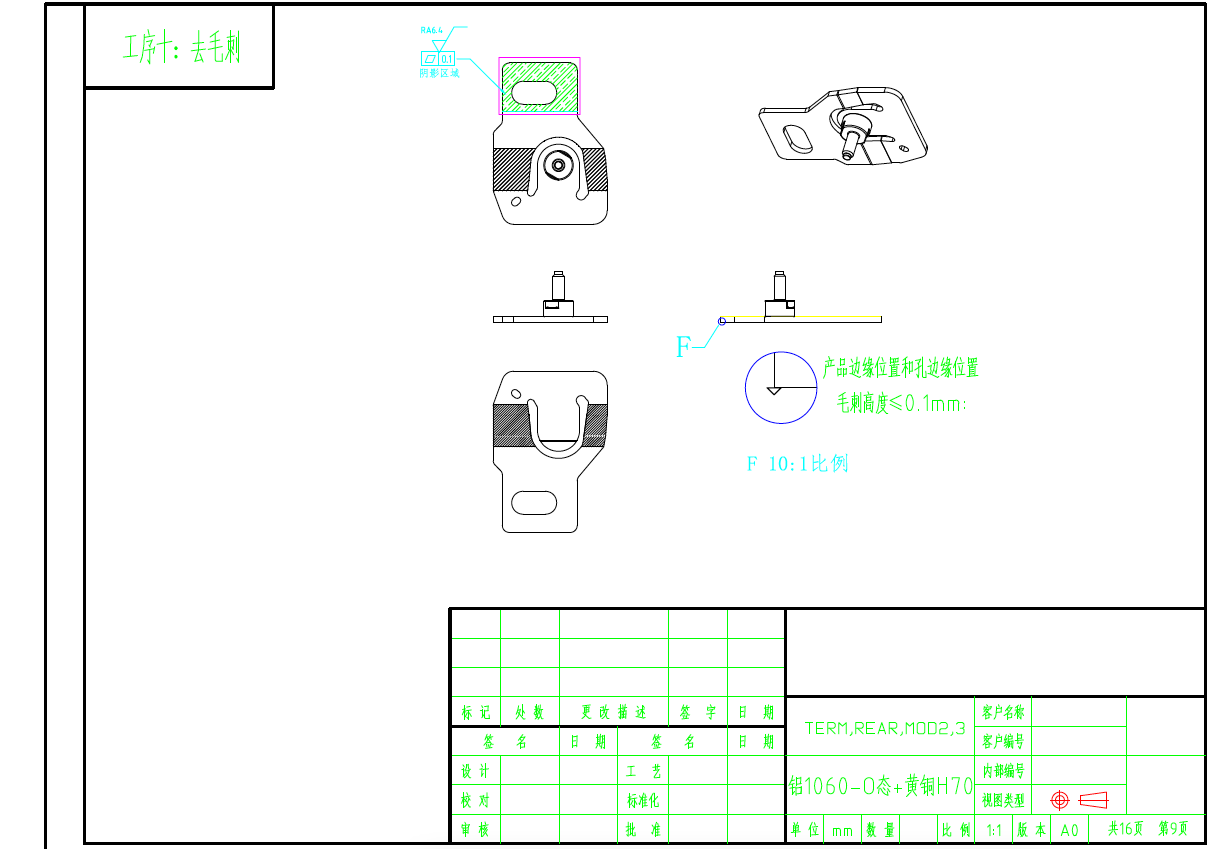 工序十：去毛刺
RA6.4
0.1
阴影区域
F
产品边缘位置和孔边缘位置
毛刺高度≤0.1mm;
F 10:1比例
标记 处数 更改描述 签字 日期
签名 日期 签名 日期
设计 工艺
校对 标准化
审核 批准
TERM,REAR,MOD2,3
铝1060-O态+黄铜H70
客户名称
客户编号
内部编号
视图类型
单位 mm 数量 比例 1:1 版本 A0 共16页 第9页